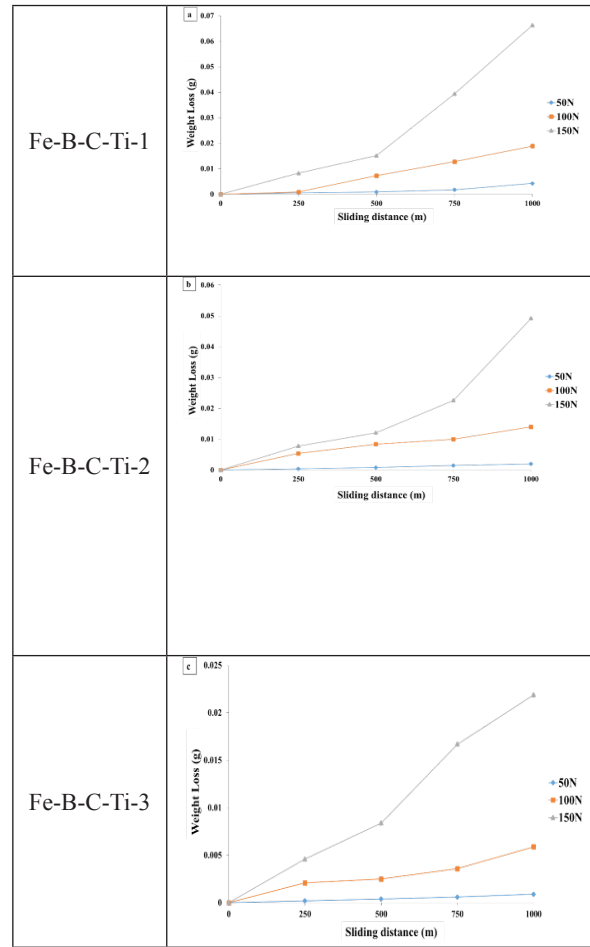 Fe-B-C-Ti-1
a
Weight Loss (g)
0.07
0.06
0.05
0.04
0.03
0.02
0.01
0
0 250 500 750 1000
Sliding distance (m)
50N
100N
150N
Fe-B-C-Ti-2
b
Weight Loss (g)
0.06
0.05
0.04
0.03
0.02
0.01
0
0 250 500 750 1000
Sliding distance (m)
50N
100N
150N
Fe-B-C-Ti-3
c
Weight Loss (g)
0.025
0.02
0.015
0.01
0.005
0
0 250 500 750 1000
Sliding distance (m)
50N
100N
150N